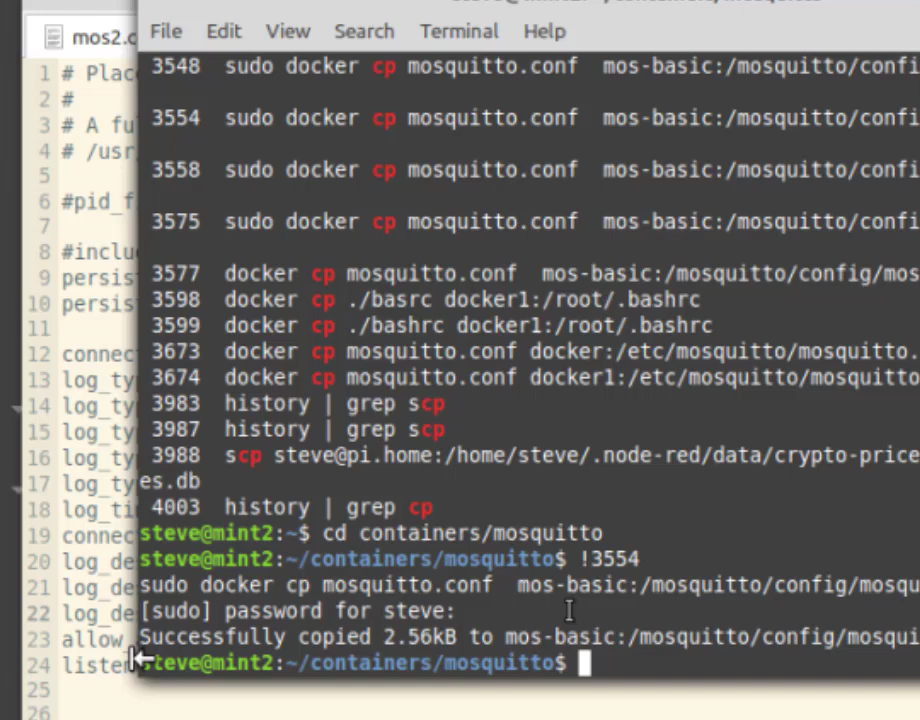 File Edit View Search Terminal Help
mos2.c
1 # Plac
2 #
3 # A fu
4 # /usr
5
6 #pid_f
7
8 #inclu
9 persis
10 persis
11
12 connec
13 log_ty
14 log_ty
15 log_ty
16 log_ty
17 log_ty
18 log_ti
19 connec
20 log_de
21 log_de
22 log_de
23 allow_
24 listen
25
26
3548 sudo docker cp mosquitto.conf mos-basic:/mosquitto/confi
3554 sudo docker cp mosquitto.conf mos-basic:/mosquitto/confi
3558 sudo docker cp mosquitto.conf mos-basic:/mosquitto/confi
3575 sudo docker cp mosquitto.conf mos-basic:/mosquitto/confi
3577 docker cp mosquitto.conf mos-basic:/mosquitto/config/mos
3598 docker cp ./basrc docker1:/root/.bashrc
3599 docker cp ./bashrc docker1:/root/.bashrc
3673 docker cp mosquitto.conf docker:/etc/mosquitto/mosquitto.
3674 docker cp mosquitto.conf docker1:/etc/mosquitto/mosquitto
3983 history | grep scp
3987 history | grep scp
3988 scp steve@pi.home:/home/steve/.node-red/data/crypto-price
es.db
4003 history | grep cp
steve@mint2:~$ cd containers/mosquitto
steve@mint2:~/containers/mosquitto$ !3554
sudo docker cp mosquitto.conf mos-basic:/mosquitto/config/mosqu
[sudo] password for steve:
Successfully copied 2.56kB to mos-basic:/mosquitto/config/mosqui
steve@mint2:~/containers/mosquitto$